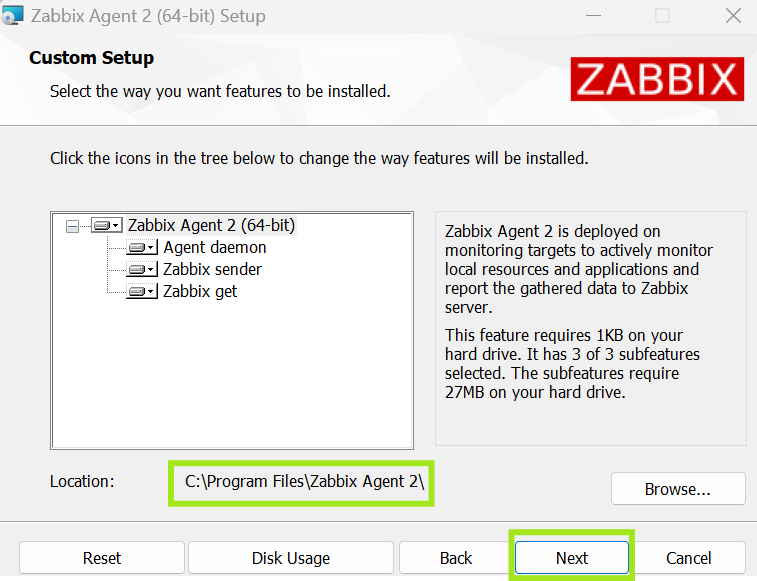 Zabbix Agent 2 (64-bit) Setup
Custom Setup
Select the way you want features to be installed.
ZABBIX
Click the icons in the tree below to change the way features will be installed.
Zabbix Agent 2 (64-bit)
Agent daemon
Zabbix sender
Zabbix get
Zabbix Agent 2 is deployed on
monitoring targets to actively monitor
local resources and applications and
report the gathered data to Zabbix
server.
This feature requires 1KB on your
hard drive. It has 3 of 3 subfeatures
selected. The subfeatures require
27MB on your hard drive.
Location:
C:\Program Files\Zabbix Agent 2\
Browse...
Reset
Disk Usage
Back
Next
Cancel